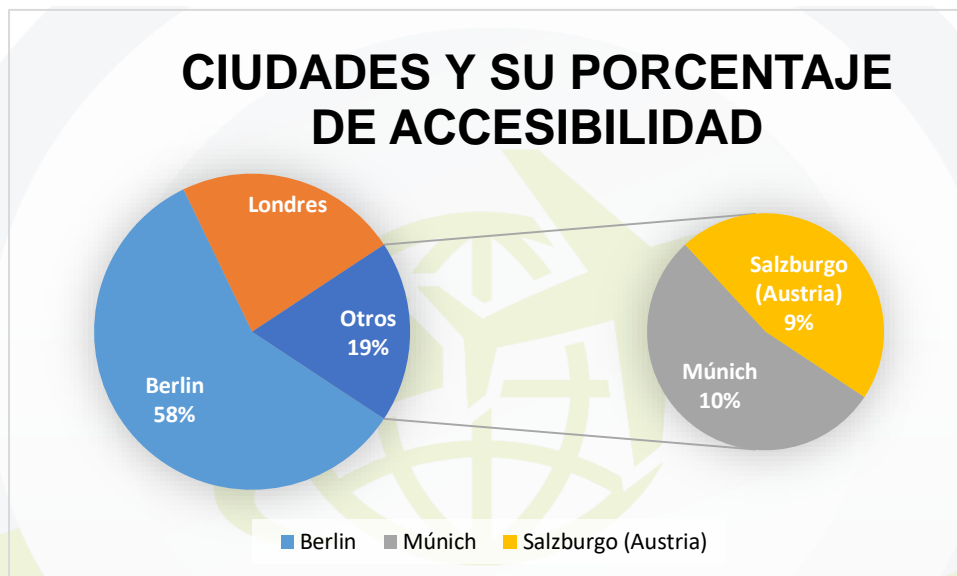 CIUDADES Y SU PORCENTAJE
DE ACCESIBILIDAD
Londres
Otros
19%
Berlin
58%
Salzburgo
(Austria)
9%
Múnich
10%
Berlin
Múnich
Salzburgo (Austria)